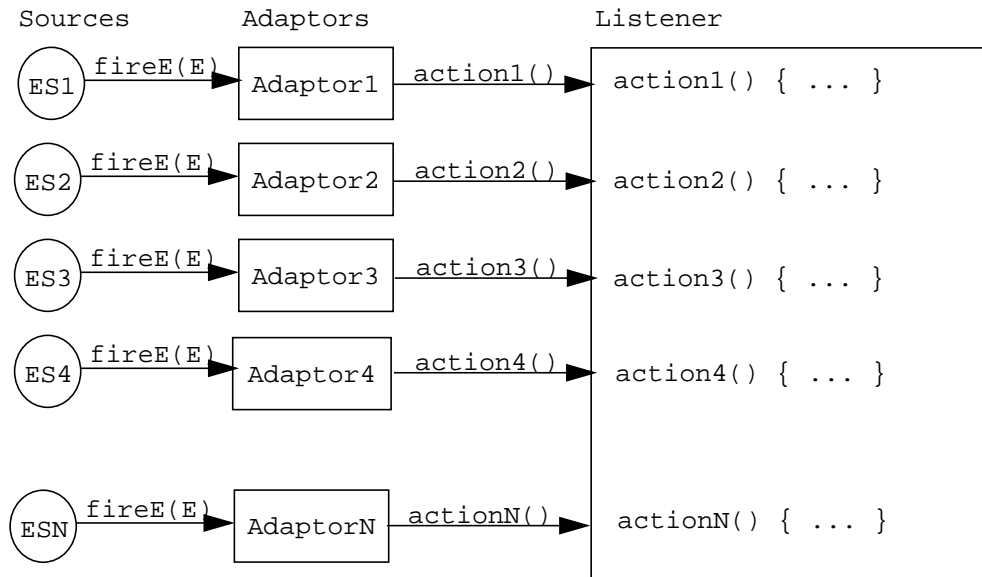 Sources Adaptors Listener
ES1 fireE(E) Adaptor1 action1() action1() { ... }
ES2 fireE(E) Adaptor2 action2() action2() { ... }
ES3 fireE(E) Adaptor3 action3() action3() { ... }
ES4 fireE(E) Adaptor4 action4() action4() { ... }
ESN fireE(E) AdaptorN actionN() actionN() { ... }